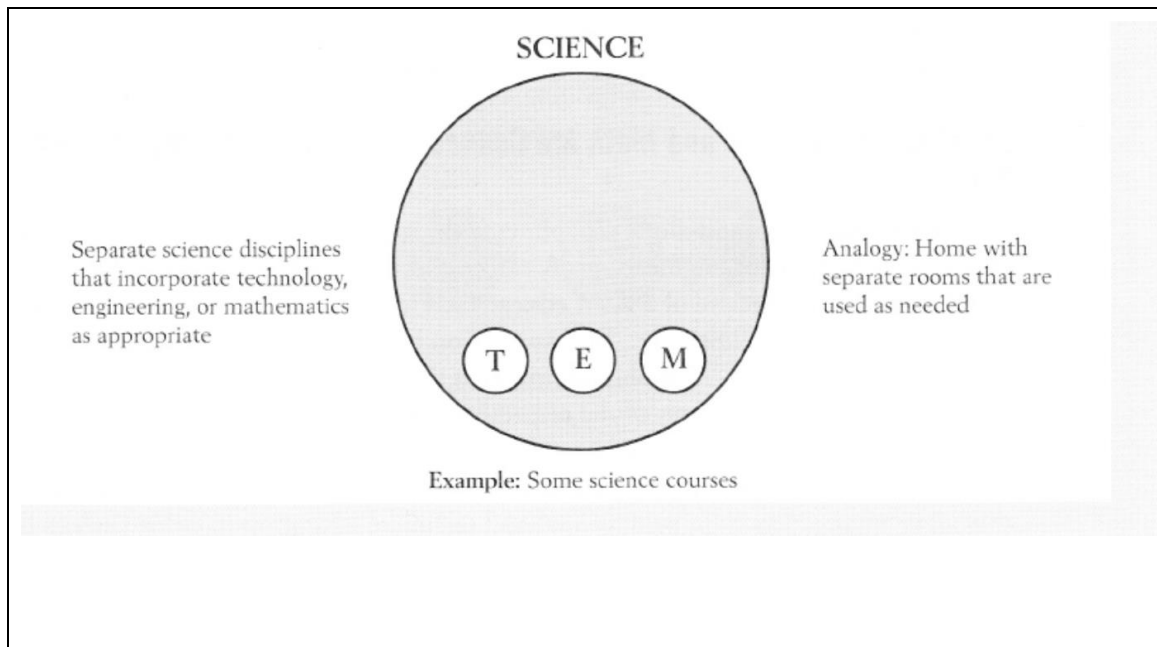 SCIENCE
Separate science disciplines
that incorporate technology,
engineering, or mathematics
as appropriate
Analogy: Home with
separate rooms that are
used as needed
T E M
Example: Some science courses